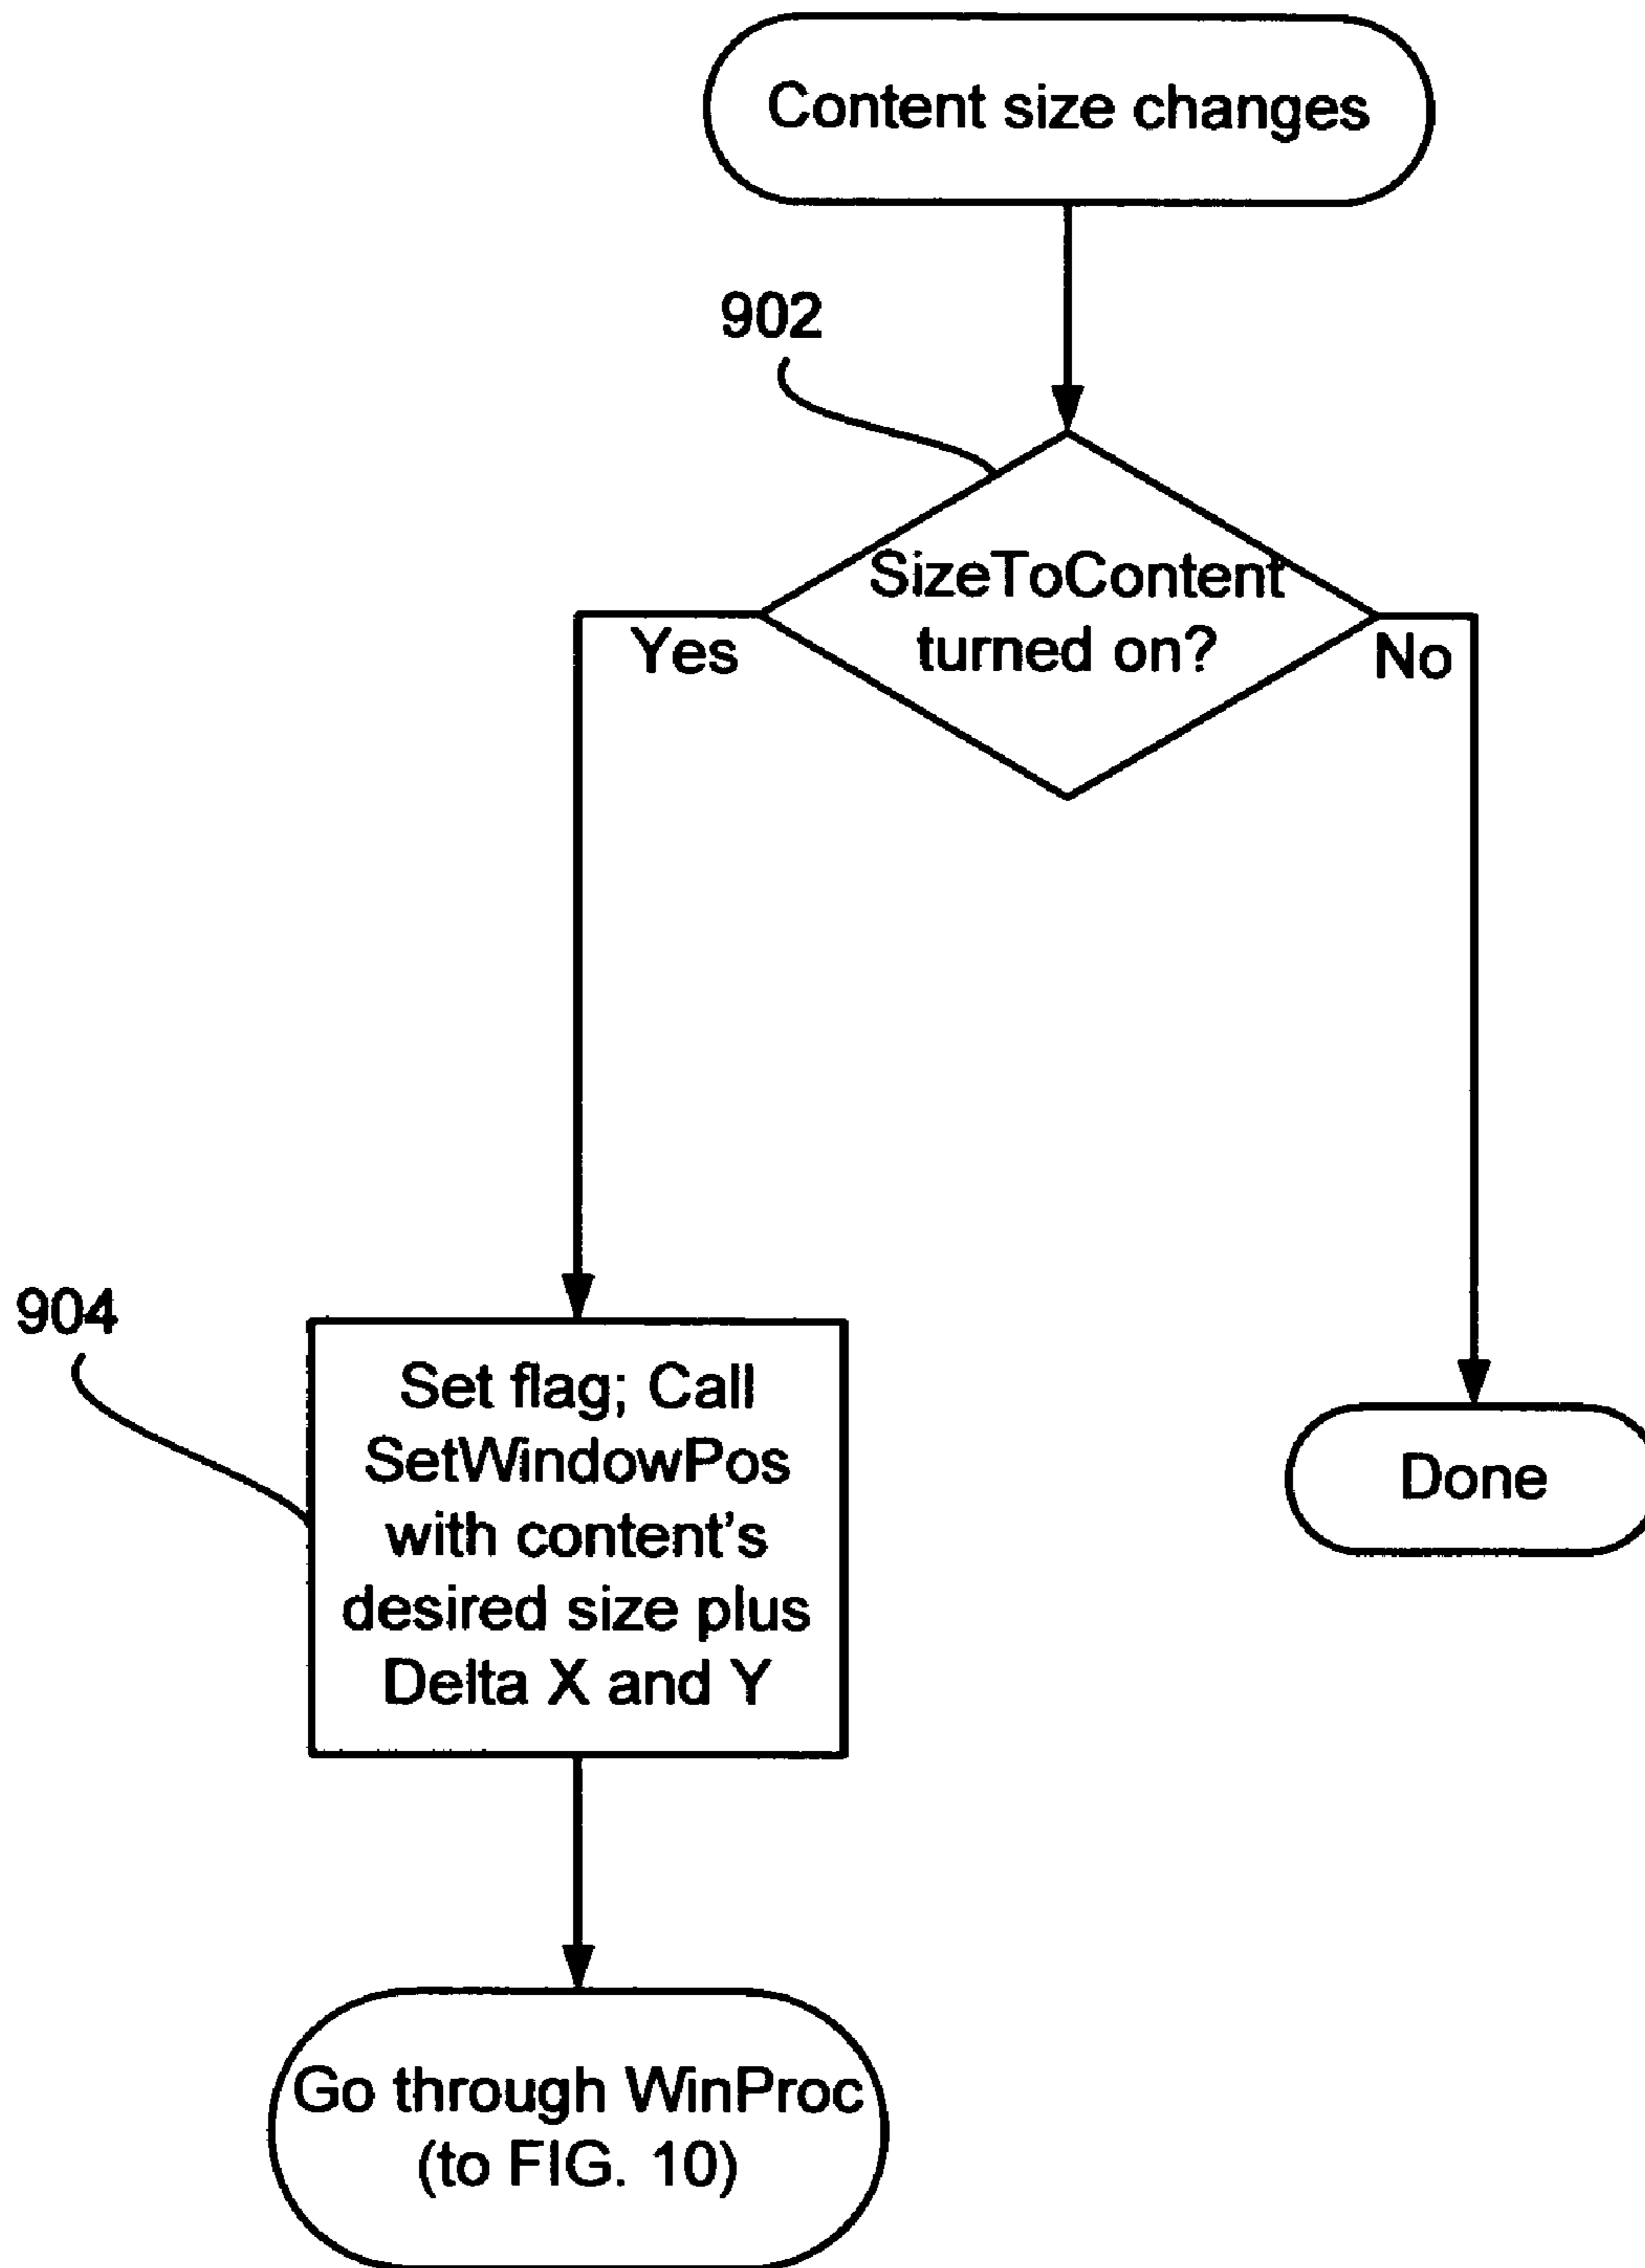 Content size changes
902
SizeToContent
turned on?
Yes
No
904
Set flag; Call
SetWindowPos
with content's
desired size plus
Delta X and Y
Done
Go through WinProc
(to FIG. 10)